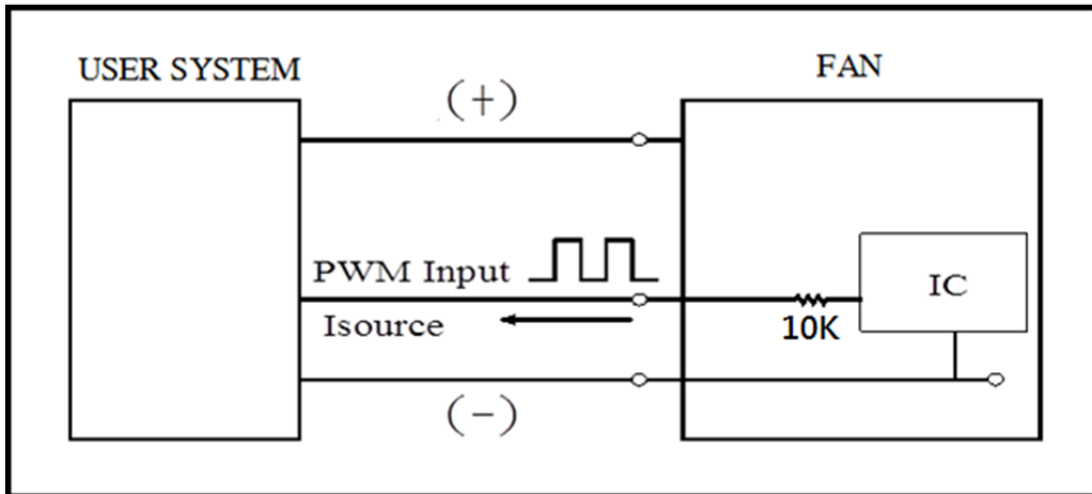 USER SYSTEM
FAN
(+)
PWM Input
IC
Isource
10K
(-)